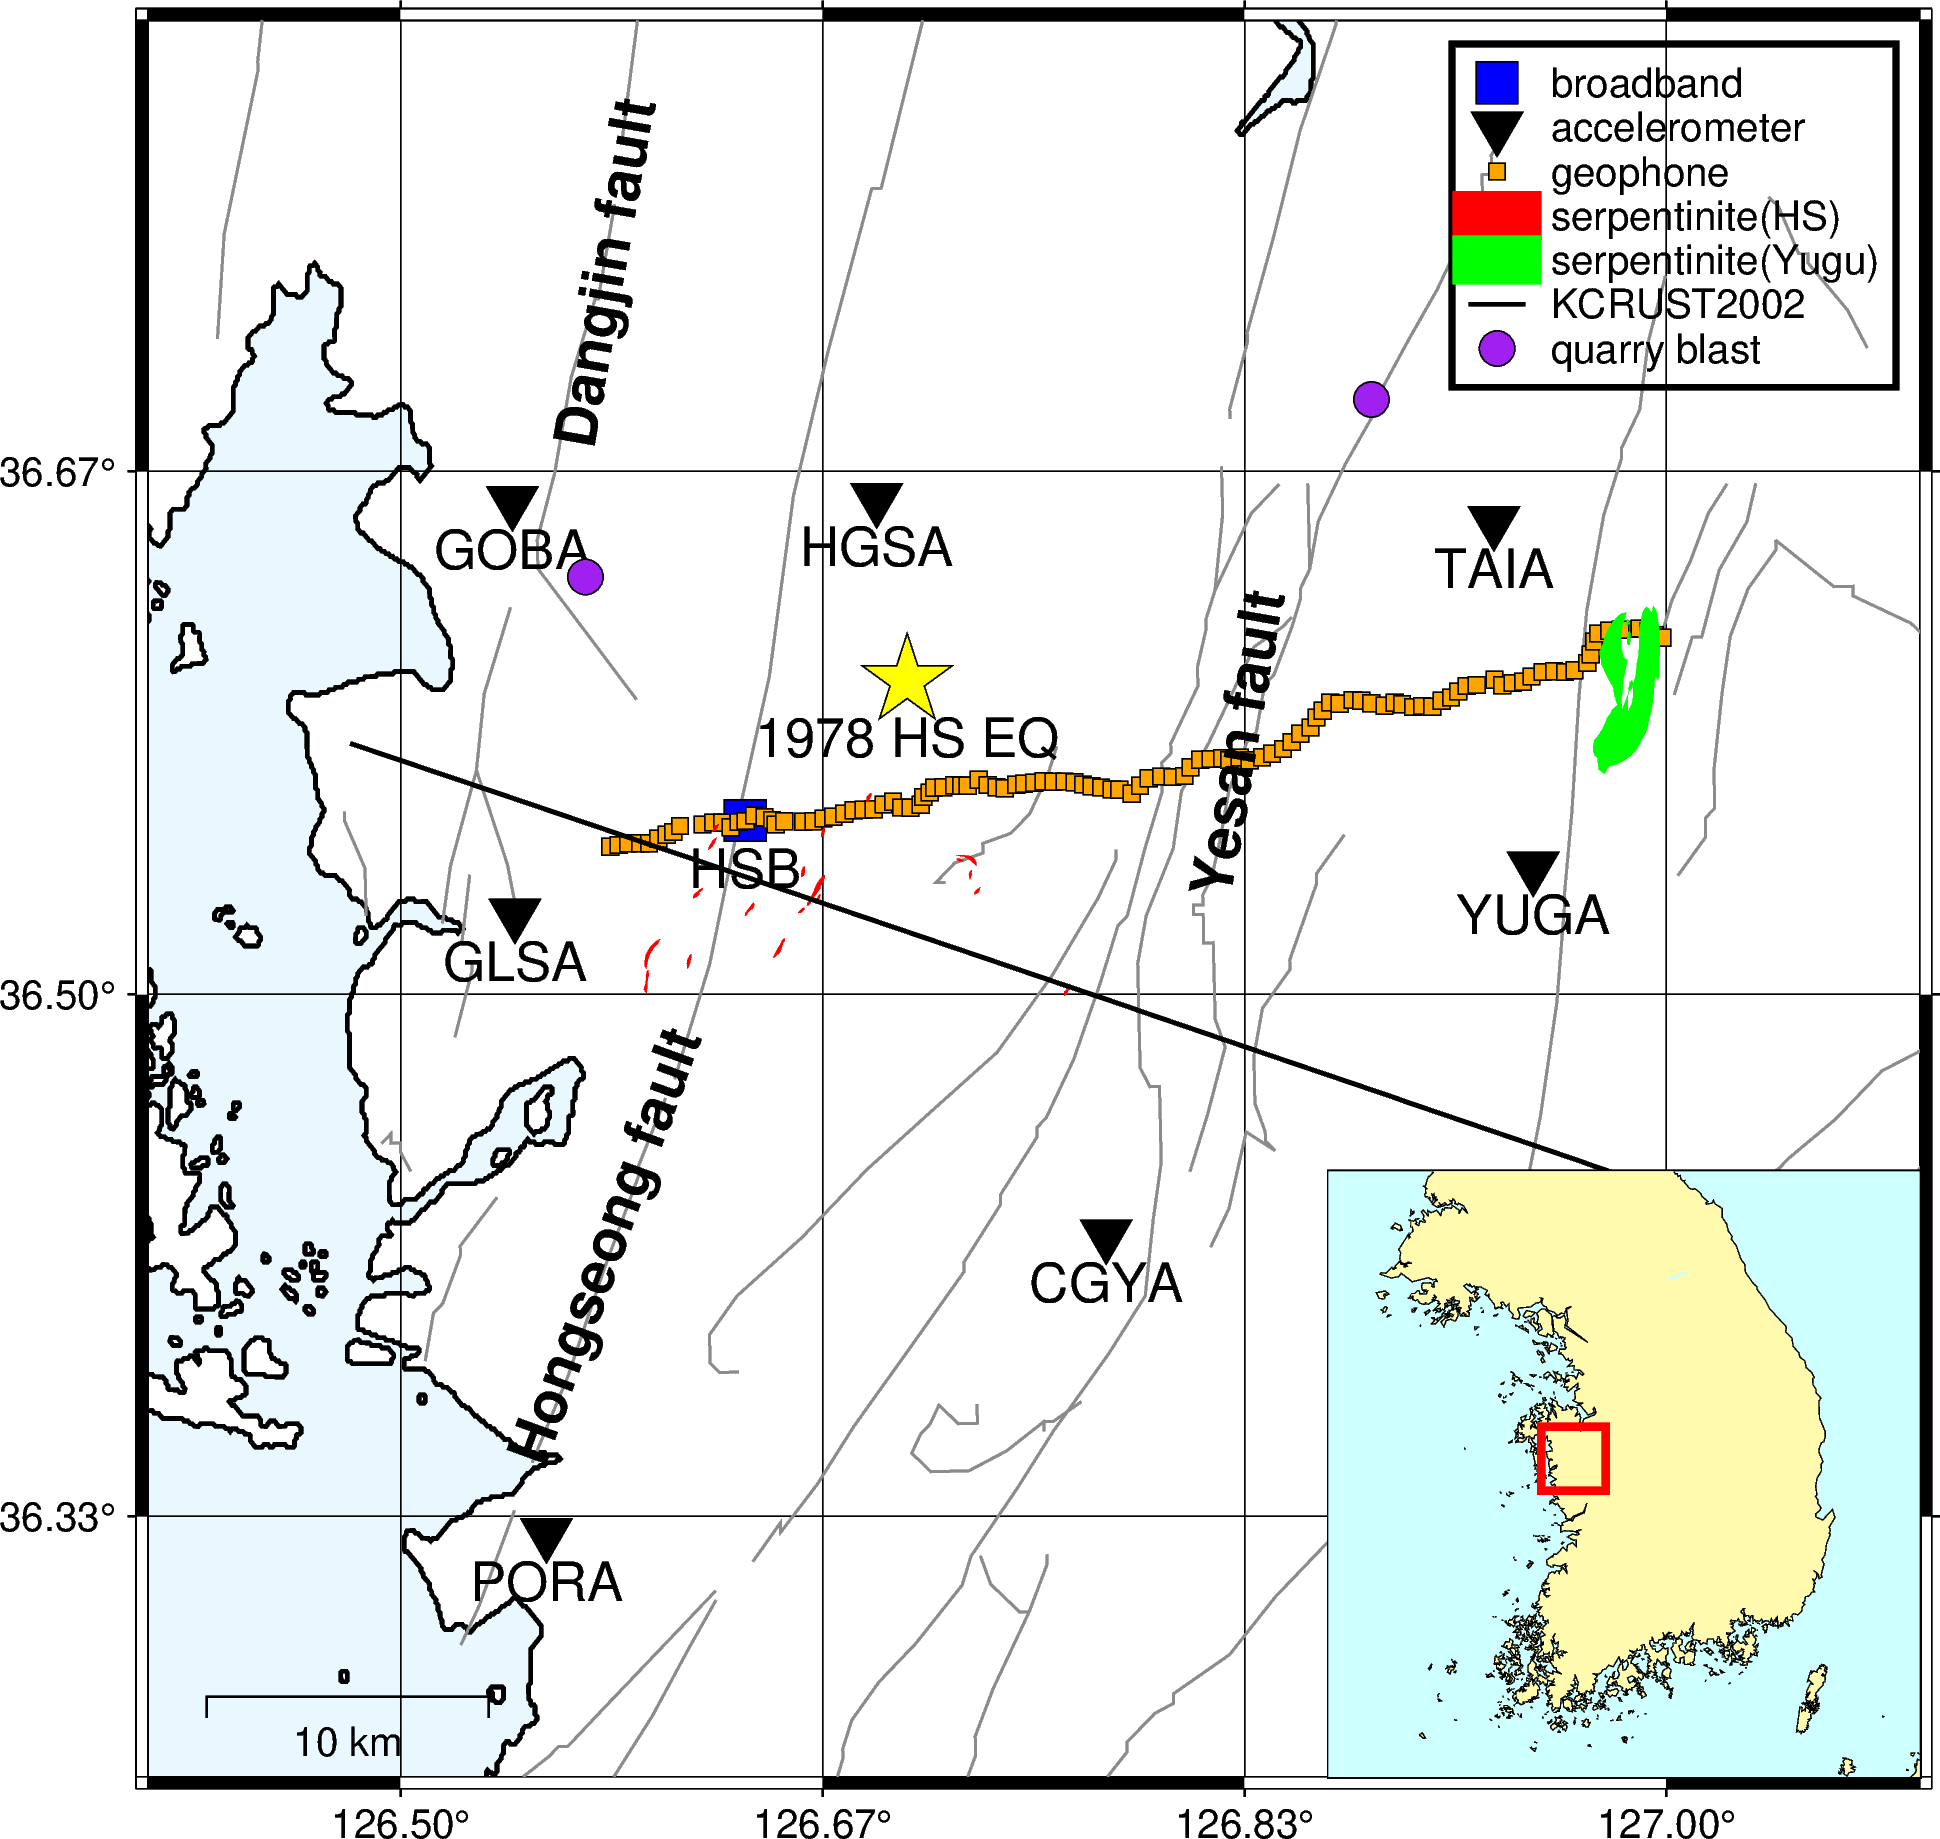 broadband
accelerometer
geophone
serpentinite(HS)
serpentinite(Yugu)
KCRUST2002
quarry blast
Dangjin fault
36.67°
GOBA
HGSA
TAIA
1978 HS EQ
Yesan fault
HSB
YUGA
GLSA
36.50°
Hongseong fault
CGYA
36.33°
PORA
10 km
126.50°
126.67°
126.83°
127.00°